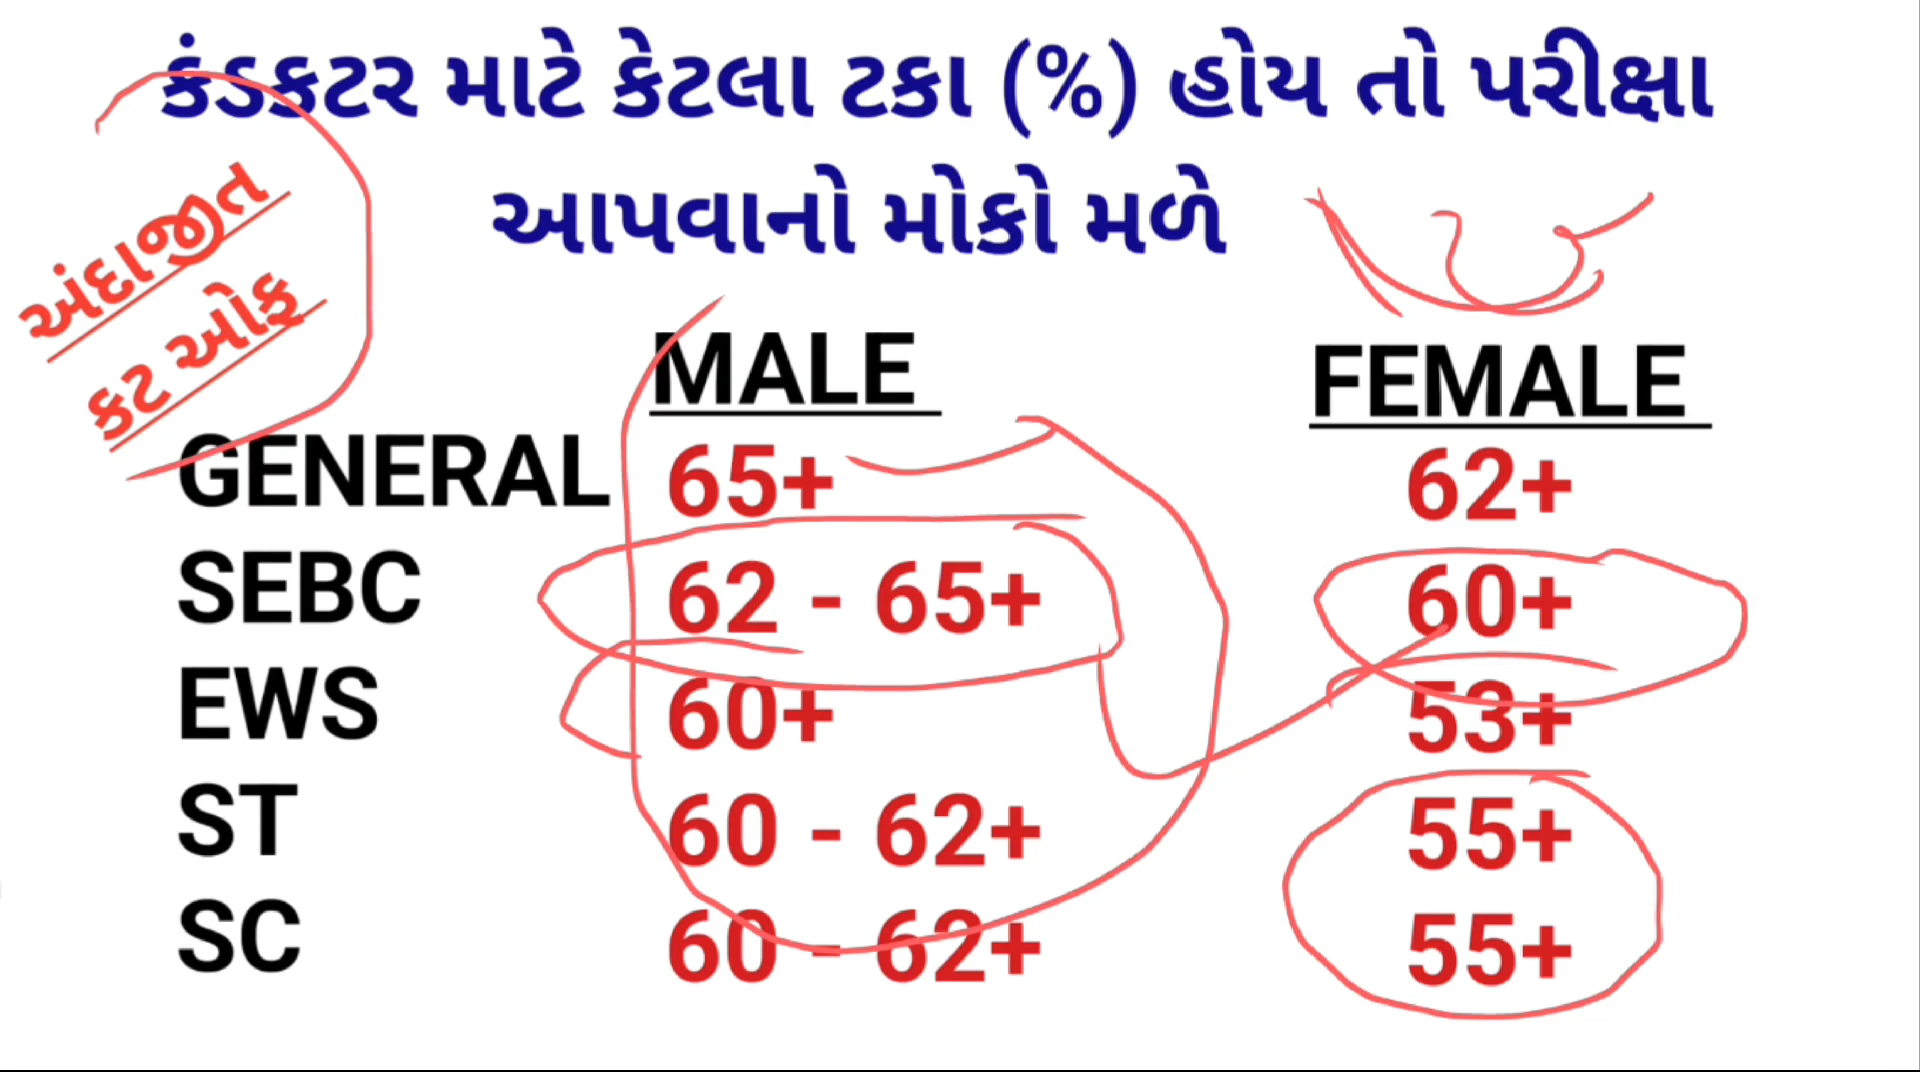 કંડકટર માટે કેટલા ટકા (%) હોય તો પરીક્ષા
આપવાનો મોકો મળે
અંદાજીત
કટ ઓફ
MALE FEMALE
GENERAL 65+ 62+
SEBC 62 - 65+ 60+
EWS 60+ 53+
ST 60 - 62+ 55+
SC 60 - 62+ 55+